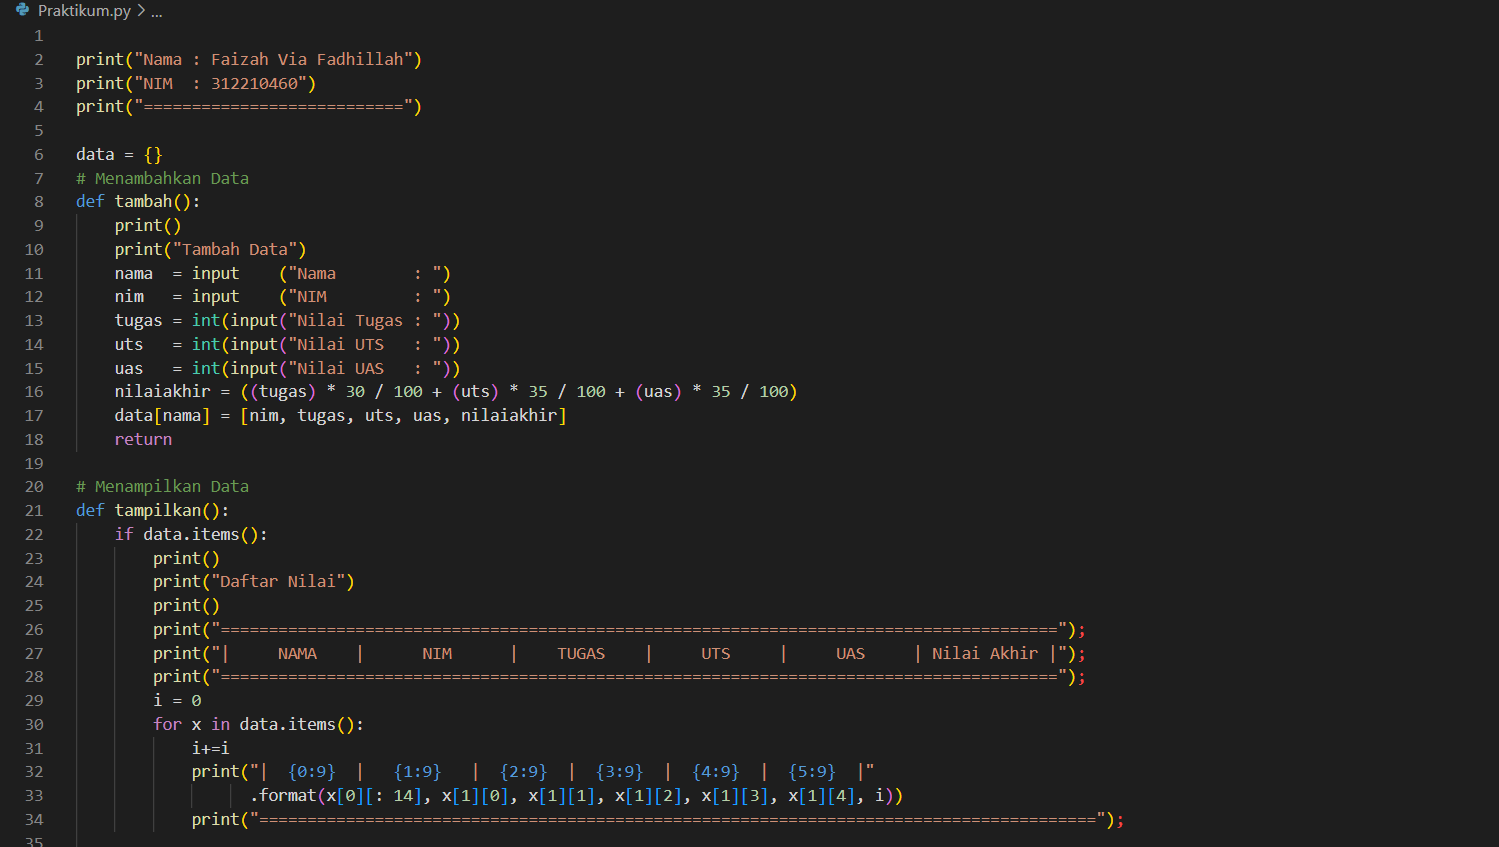 Praktikum.py > ...
1
2 print("Nama : Faizah Via Fadhillah")
3 print("NIM  : 312210460")
4 print("===========================")
5
6 data = {}
7 # Menambahkan Data
8 def tambah():
9     print()
10     print("Tambah Data")
11     nama  = input    ("Nama        : ")
12     nim   = input    ("NIM         : ")
13     tugas = int(input("Nilai Tugas : "))
14     uts   = int(input("Nilai UTS   : "))
15     uas   = int(input("Nilai UAS   : "))
16     nilaiakhir = ((tugas) * 30 / 100 + (uts) * 35 / 100 + (uas) * 35 / 100)
17     data[nama] = [nim, tugas, uts, uas, nilaiakhir]
18     return
19
20 # Menampilkan Data
21 def tampilkan():
22     if data.items():
23         print()
24         print("Daftar Nilai")
25         print()
26         print("=======================================================================================");
27         print("|     NAMA    |      NIM      |    TUGAS    |     UTS     |     UAS     | Nilai Akhir |");
28         print("=======================================================================================");
29         i = 0
30         for x in data.items():
31             i+=i
32             print("|  {0:9}  |   {1:9}   |  {2:9}  |  {3:9}  |  {4:9}  |  {5:9}  |"
33                   .format(x[0][: 14], x[1][0], x[1][1], x[1][2], x[1][3], x[1][4], i))
34             print("=======================================================================================");
35